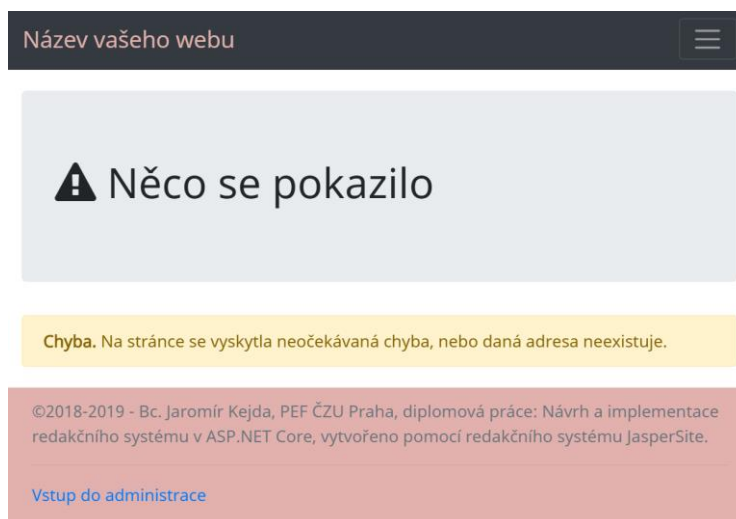 Název vašeho webu
Něco se pokazilo
Chyba. Na stránce se vyskytla neočekávaná chyba, nebo daná adresa neexistuje.
©2018-2019 - Bc. Jaromír Kejda, PEF ČZU Praha, diplomová práce: Návrh a implementace
redakčního systému v ASP.NET Core, vytvořeno pomocí redakčního systému JasperSite.
Vstup do administrace